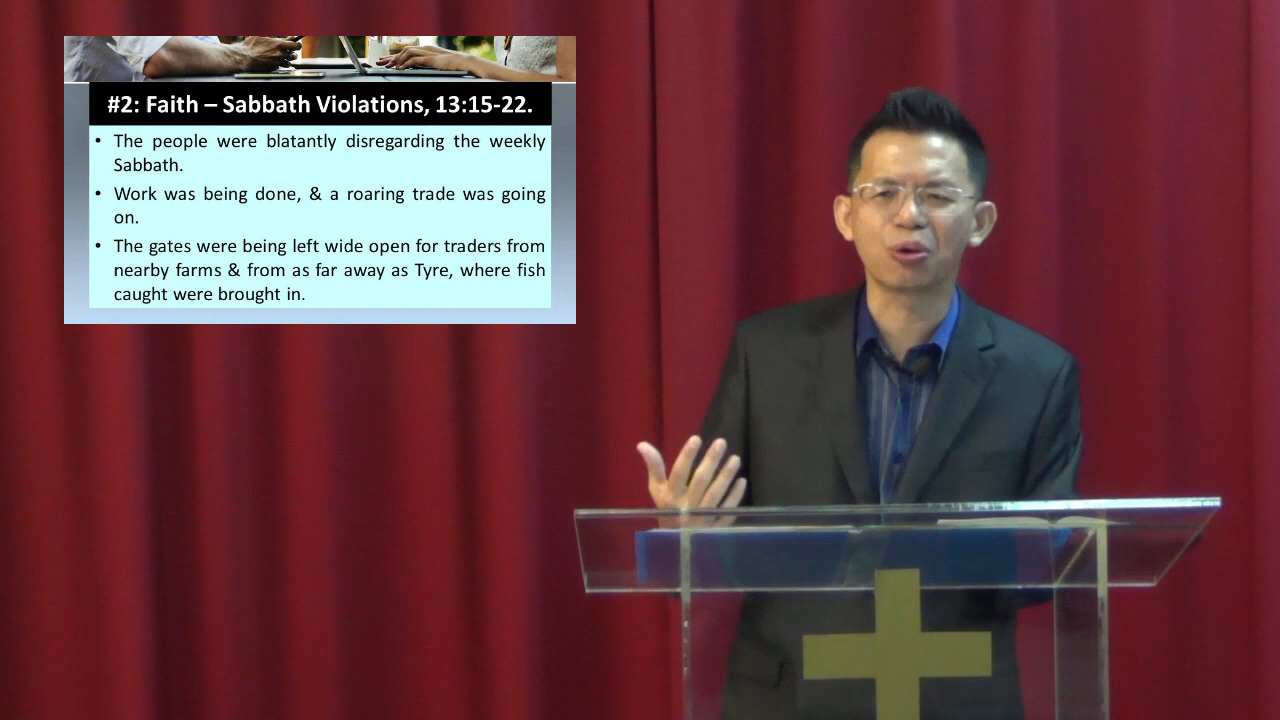 #2: Faith – Sabbath Violations, 13:15-22.
• The people were blatantly disregarding the weekly
Sabbath.
• Work was being done, & a roaring trade was going
on.
• The gates were being left wide open for traders from
nearby farms & from as far away as Tyre, where fish
caught were brought in.